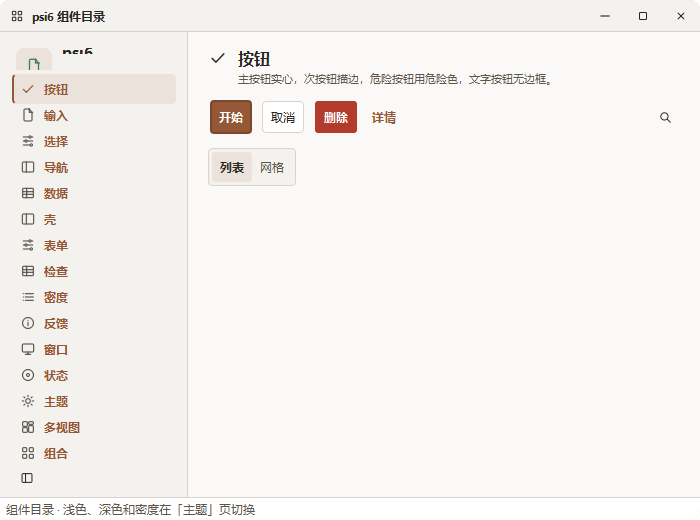 psi6 组件目录
psi6
按钮
输入
选择
导航
数据
壳
表单
检查
密度
反馈
窗口
状态
主题
多视图
组合
按钮
主按钮实心，次按钮描边，危险按钮用危险色，文字按钮无边框。
开始 取消 删除 详情
列表 网格
组件目录 · 浅色、深色和密度在「主题」页切换